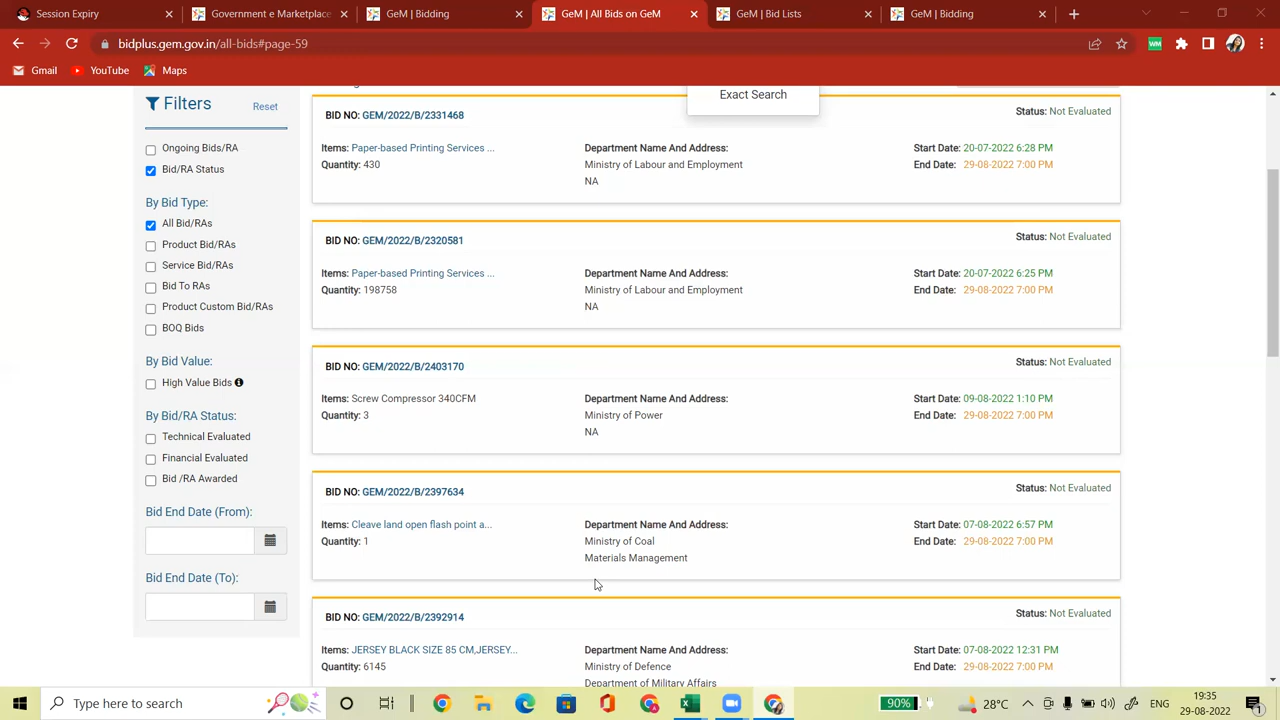 Session Expiry
Government e Marketplace
GeM | Bidding
GeM | All Bids on GeM
GeM | Bid Lists
GeM | Bidding
bidplus.gem.gov.in/all-bids#page-59
Gmail
YouTube
Maps
Filters
Reset
Ongoing Bids/RA
Bid/RA Status
By Bid Type:
All Bid/RAs
Product Bid/RAs
Service Bid/RAs
Bid To RAs
Product Custom Bid/RAs
BOQ Bids
By Bid Value:
High Value Bids
By Bid/RA Status:
Technical Evaluated
Financial Evaluated
Bid /RA Awarded
Bid End Date (From):
Bid End Date (To):
Exact Search
BID NO: GEM/2022/B/2331468
Status: Not Evaluated
Items: Paper-based Printing Services ...
Department Name And Address:
Start Date: 20-07-2022 6:28 PM
Quantity: 430
Ministry of Labour and Employment
End Date: 29-08-2022 7:00 PM
NA
BID NO: GEM/2022/B/2320581
Status: Not Evaluated
Items: Paper-based Printing Services ...
Department Name And Address:
Start Date: 20-07-2022 6:25 PM
Quantity: 198758
Ministry of Labour and Employment
End Date: 29-08-2022 7:00 PM
NA
BID NO: GEM/2022/B/2403170
Status: Not Evaluated
Items: Screw Compressor 340CFM
Department Name And Address:
Start Date: 09-08-2022 1:10 PM
Quantity: 3
Ministry of Power
End Date: 29-08-2022 7:00 PM
NA
BID NO: GEM/2022/B/2397634
Status: Not Evaluated
Items: Cleave land open flash point a...
Department Name And Address:
Start Date: 07-08-2022 6:57 PM
Quantity: 1
Ministry of Coal
End Date: 29-08-2022 7:00 PM
Materials Management
BID NO: GEM/2022/B/2392914
Status: Not Evaluated
Items: JERSEY BLACK SIZE 85 CM,JERSEY...
Department Name And Address:
Start Date: 07-08-2022 12:31 PM
Quantity: 6145
Ministry of Defence
End Date: 29-08-2022 7:00 PM
Department of Military Affairs
Type here to search
90%
28°C
ENG
19:35
29-08-2022
1